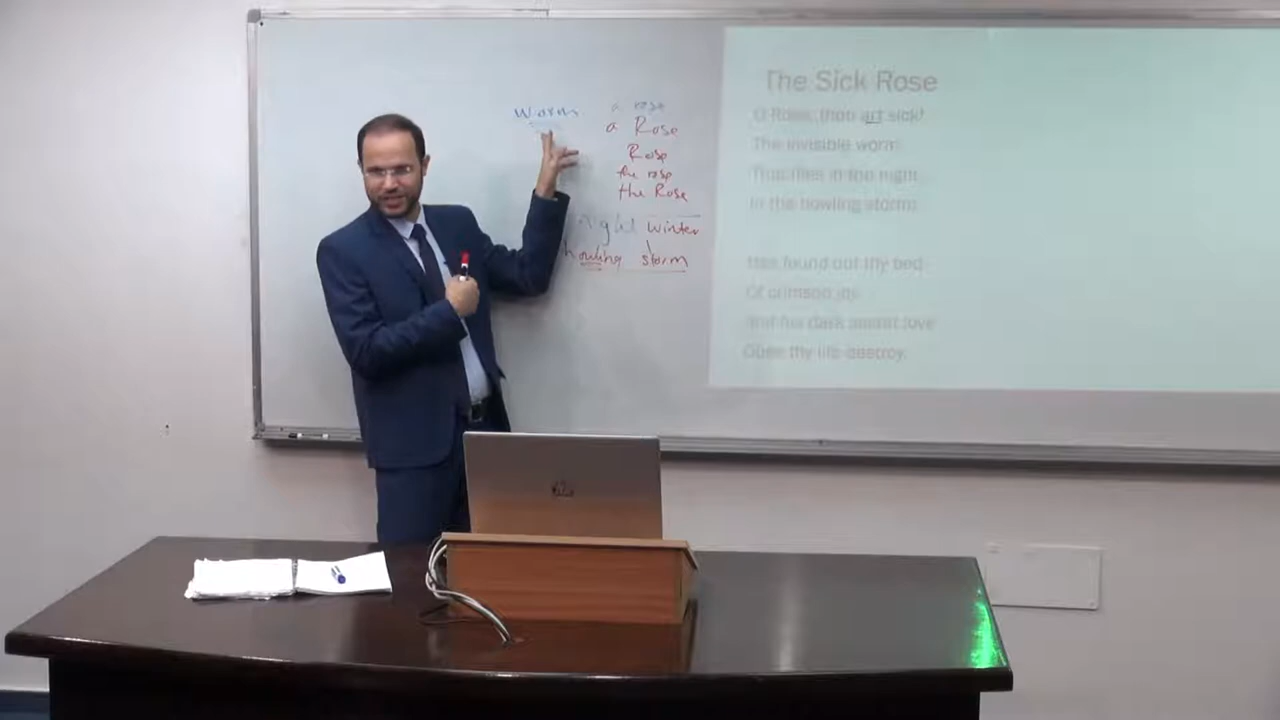 worm
a rose
a Rose
Rose
the rose
the Rose
night winter
howling storm
The Sick Rose
O Rose, thou art sick!
The invisible worm
That flies in the night
In the howling storm:
Has found out thy bed
Of crimson joy:
And his dark secret love
Does thy life destroy.
hp